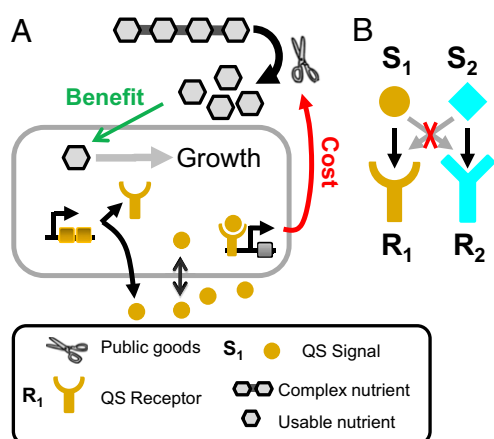 A
B
Benefit
Growth
Cost
S1
S2
R1
R2
Public goods
S1
QS Signal
R1
QS Receptor
Complex nutrient
Usable nutrient